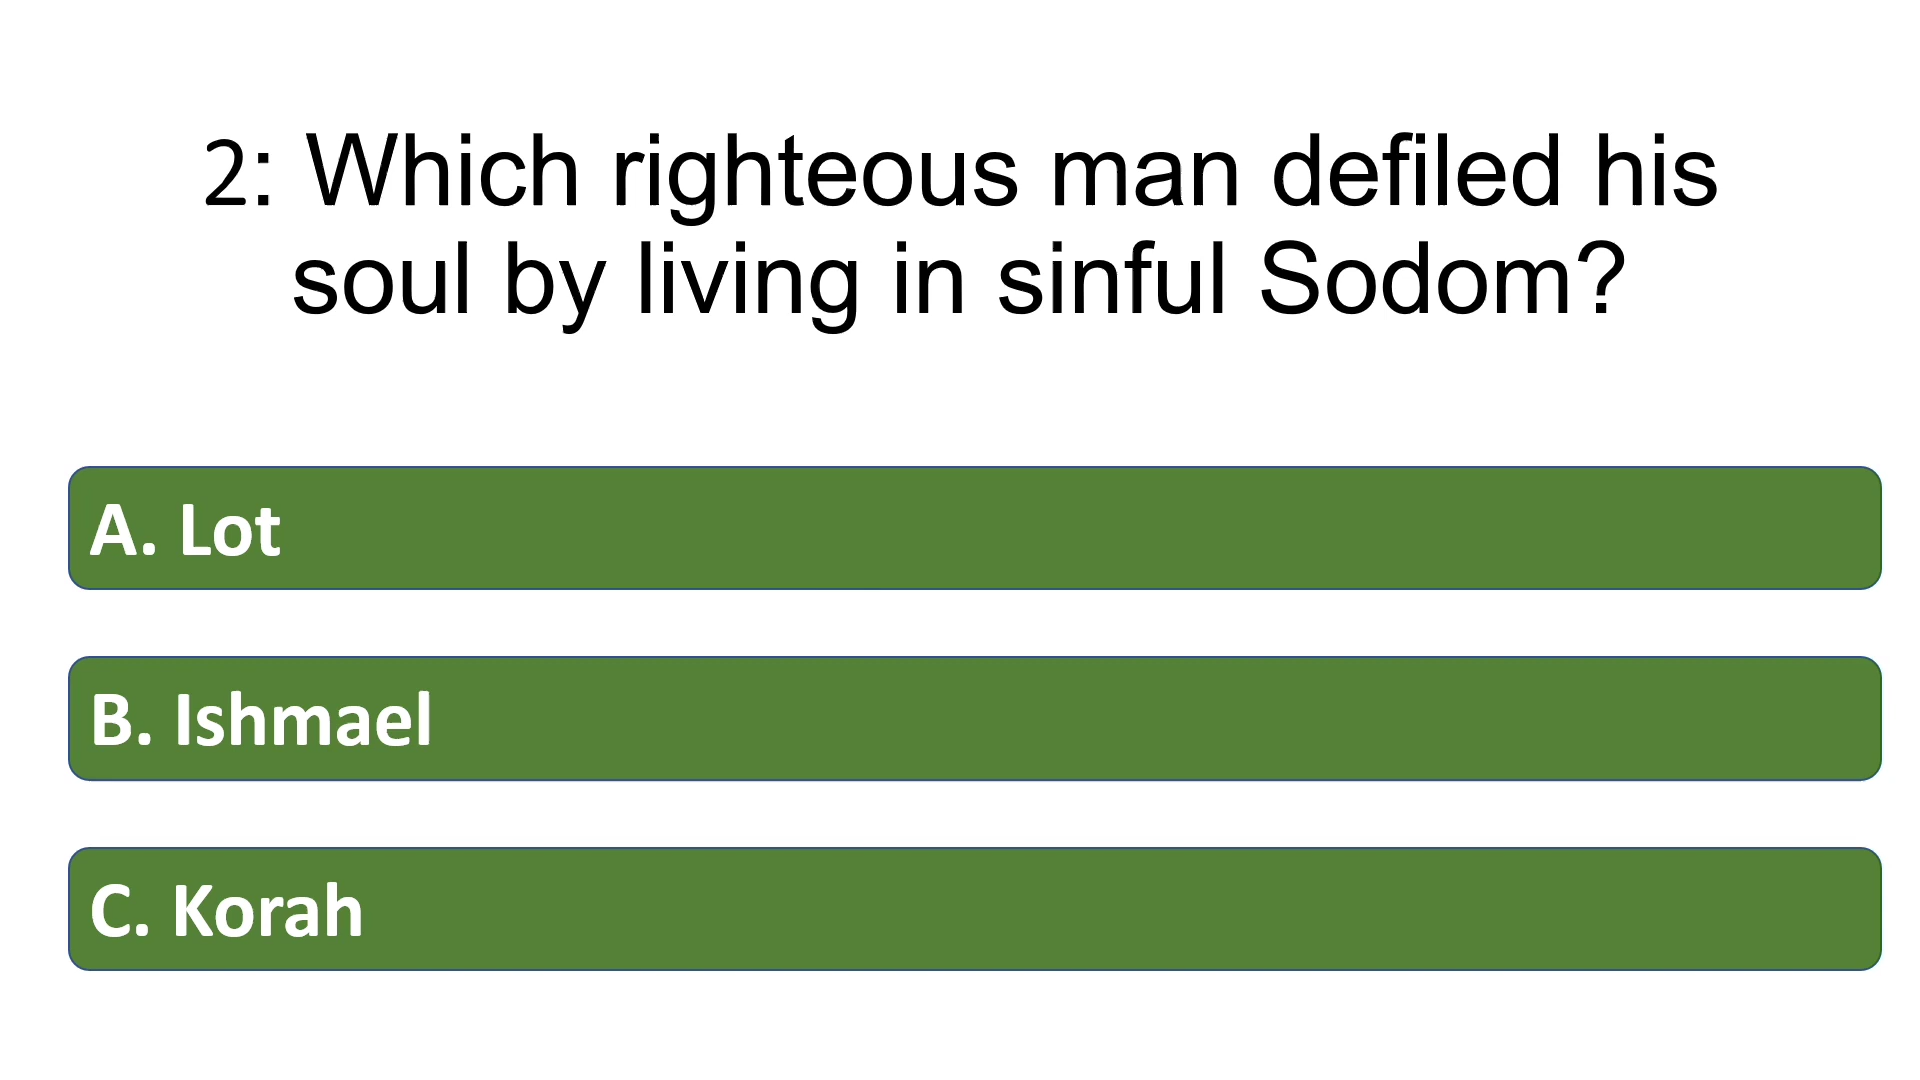 2: Which righteous man defiled his
soul by living in sinful Sodom?
A. Lot
B. Ishmael
C. Korah